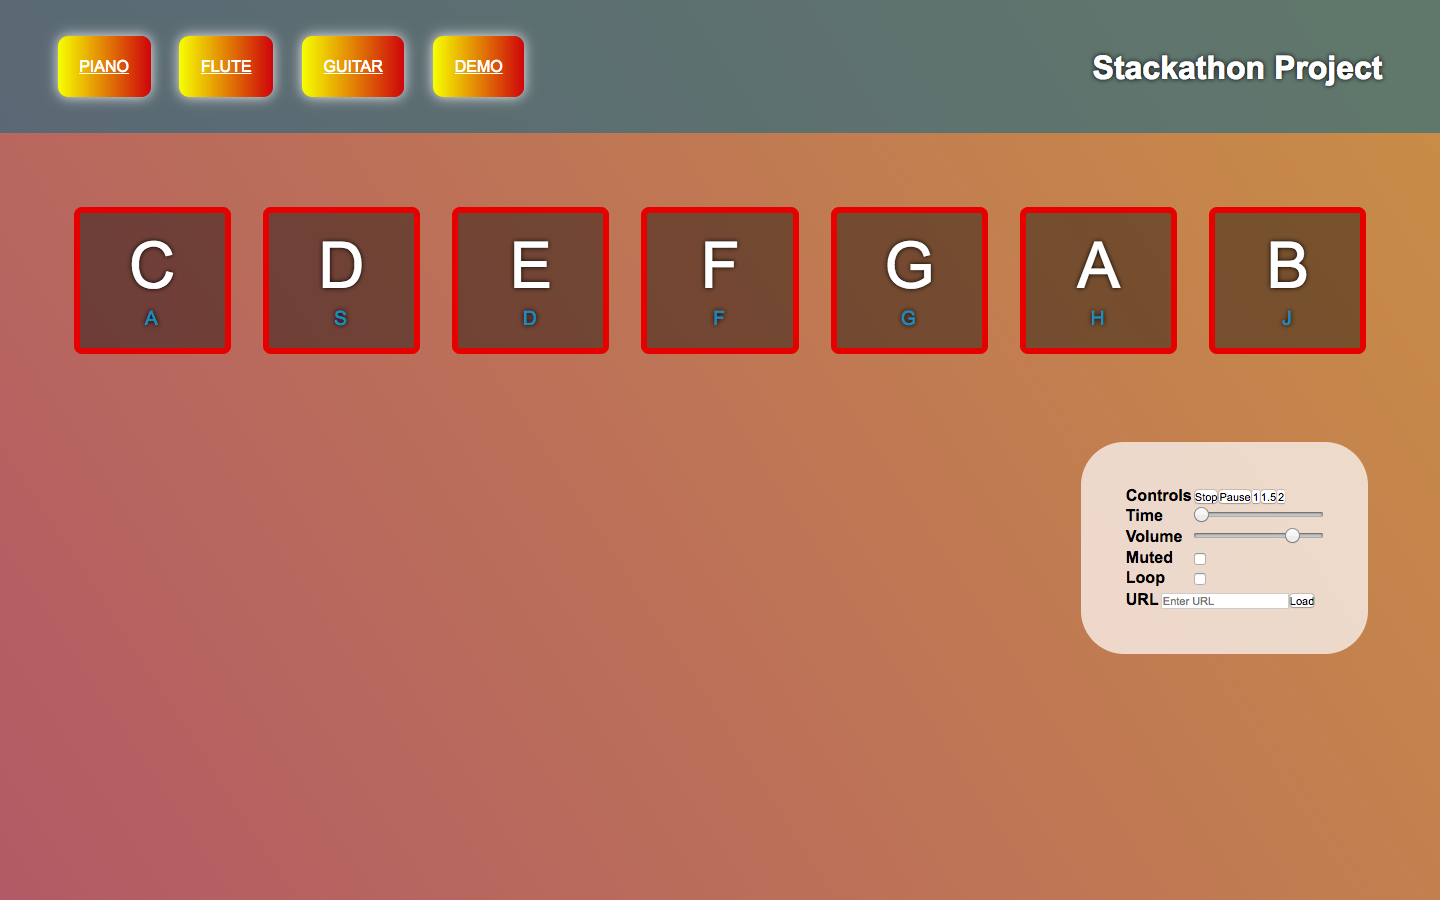 PIANO FLUTE GUITAR DEMO Stackathon Project
C D E F G A B
A S D F G H J
Controls Stop Pause 1 1.5 2
Time
Volume
Muted
Loop
URL Enter URL Load